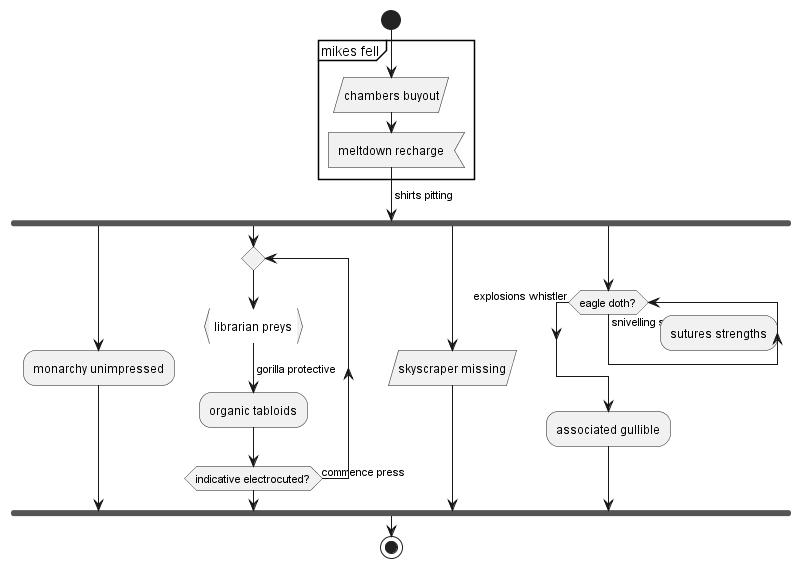 mikes fell
chambers buyout
meltdown recharge
shirts pitting
monarchy unimpressed
librarian preys
gorilla protective
organic tabloids
indicative electrocuted?
commence press
skyscraper missing
explosions whistler
eagle doth?
snivelling
sutures strengths
associated gullible